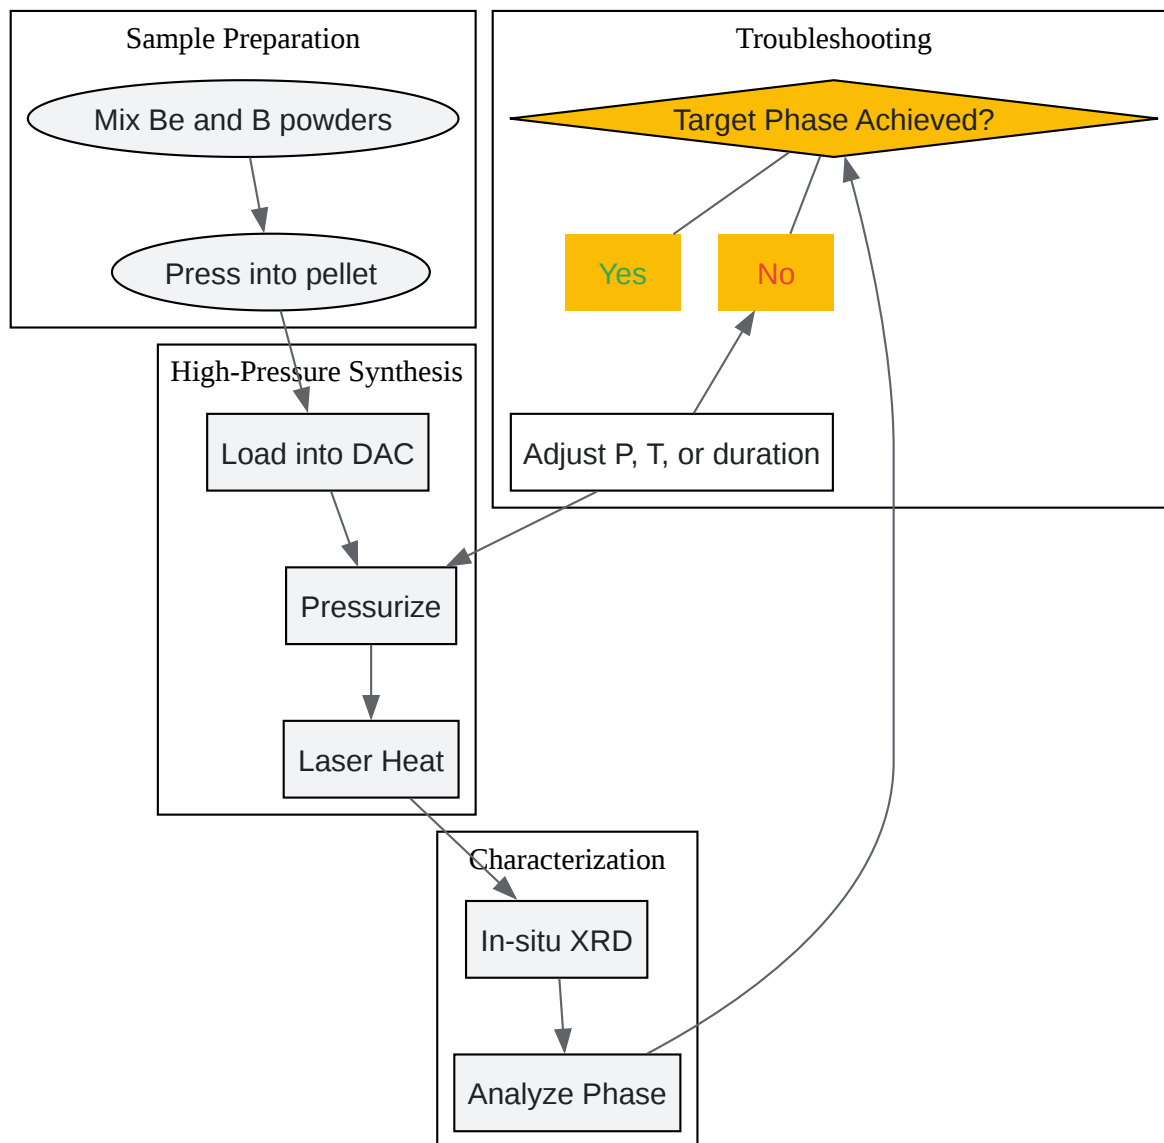 Sample Preparation
Mix Be and B powders
Press into pellet
Troubleshooting
Target Phase Achieved?
Yes
No
Adjust P, T, or duration
High-Pressure Synthesis
Load into DAC
Pressurize
Laser Heat
Characterization
In-situ XRD
Analyze Phase